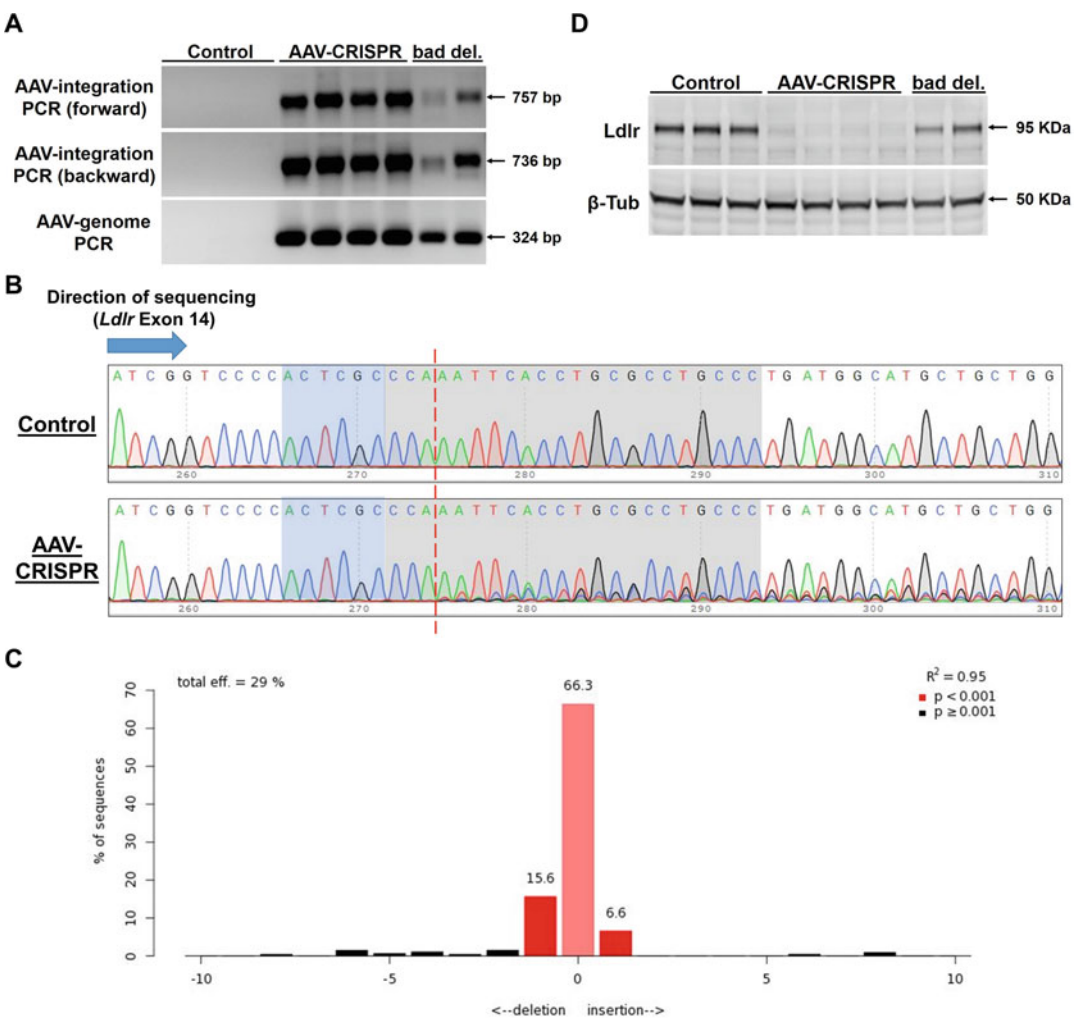 A
Control AAV-CRISPR bad del.
AAV-integration
PCR (forward)
757 bp
AAV-integration
PCR (backward)
736 bp
AAV-genome
PCR
324 bp
D
Control AAV-CRISPR bad del.
Ldlr
95 KDa
β-Tub
50 KDa
B
Direction of sequencing
(Ldlr Exon 14)
Control
A T C G G T C C C C A C T C G C C C A A A T T C A C C T G C G C C T G C C C T G A T G G C A T G C T G C T G G
260 270 280 290 300 310
AAV-
CRISPR
A T C G G T C C C C A C T C G C C C A A A T T C A C C T G C G C C T G C C C T G A T G G C A T G C T G C T G G
260 270 280 290 300 310
C
total eff. = 29 %
R² = 0.95
p < 0.001
p ≥ 0.001
% of sequences
70
60
50
40
30
20
10
0
66.3
15.6
6.6
-10 -5 0 5 10
<--deletion insertion-->